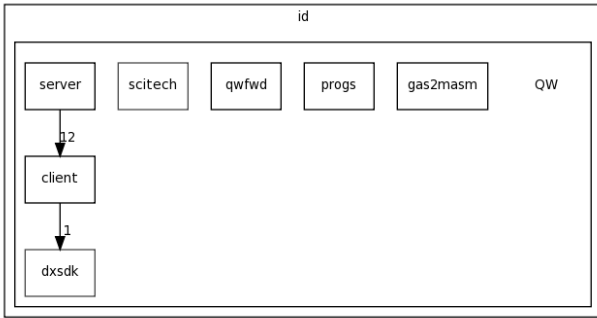 id
server
scitech
qwfwd
progs
gas2masm
QW
12
client
1
dxsdk